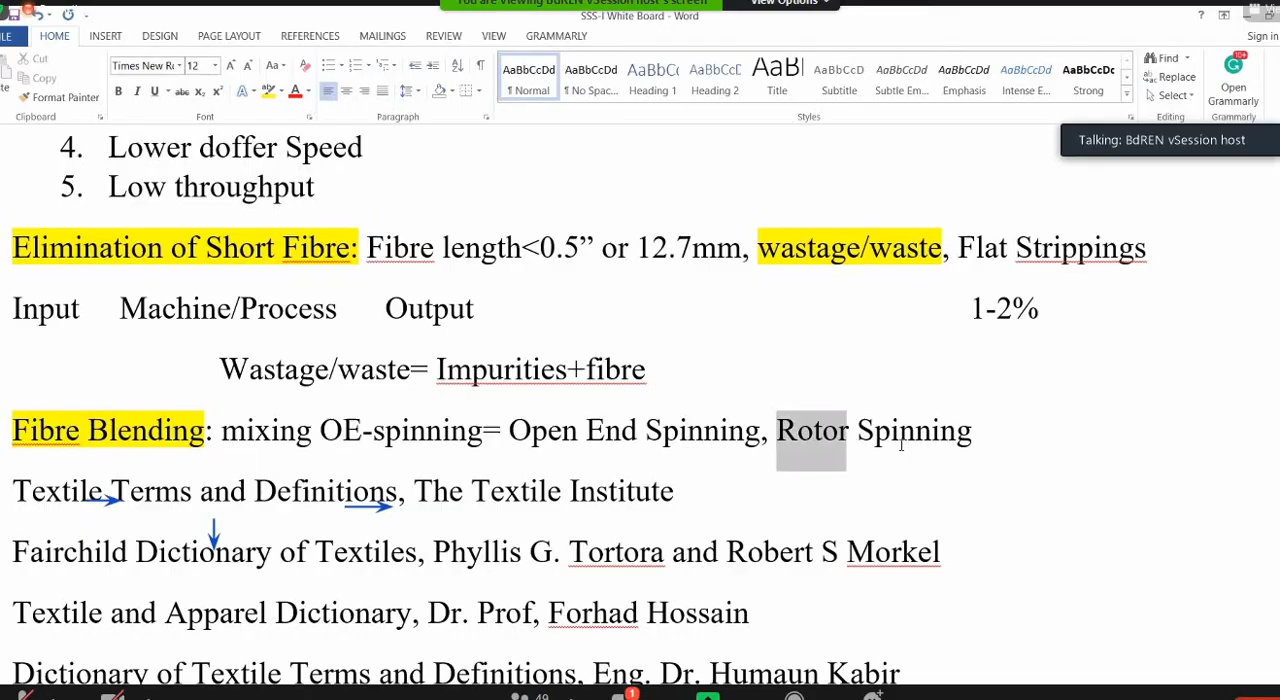 You are viewing BdREN vSession host's screen
View Options
SSS-I White Board - Word
HOME INSERT DESIGN PAGE LAYOUT REFERENCES MAILINGS REVIEW VIEW GRAMMARLY
Sign in
Cut
Copy
Format Painter
Clipboard
Times New Ro 12
Font
Paragraph
AaBbCcDd AaBbCcDd AaBbCc AaBbCcD AaBl AaBbCcD AaBbCcDd AaBbCcDd AaBbCcDd AaBbCcDc
¶ Normal ¶ No Spac... Heading 1 Heading 2 Title Subtitle Subtle Em... Emphasis Intense E... Strong
Styles
Find
Replace
Select
Editing
10+
Open
Grammarly
Grammarly
Talking: BdREN vSession host
4. Lower doffer Speed
5. Low throughput
Elimination of Short Fibre: Fibre length<0.5” or 12.7mm, wastage/waste, Flat Strippings
Input Machine/Process Output 1-2%
Wastage/waste= Impurities+fibre
Fibre Blending: mixing OE-spinning= Open End Spinning, Rotor Spinning
Textile Terms and Definitions, The Textile Institute
Fairchild Dictionary of Textiles, Phyllis G. Tortora and Robert S Morkel
Textile and Apparel Dictionary, Dr. Prof, Forhad Hossain
Dictionary of Textile Terms and Definitions, Eng. Dr. Humaun Kabir
49
1